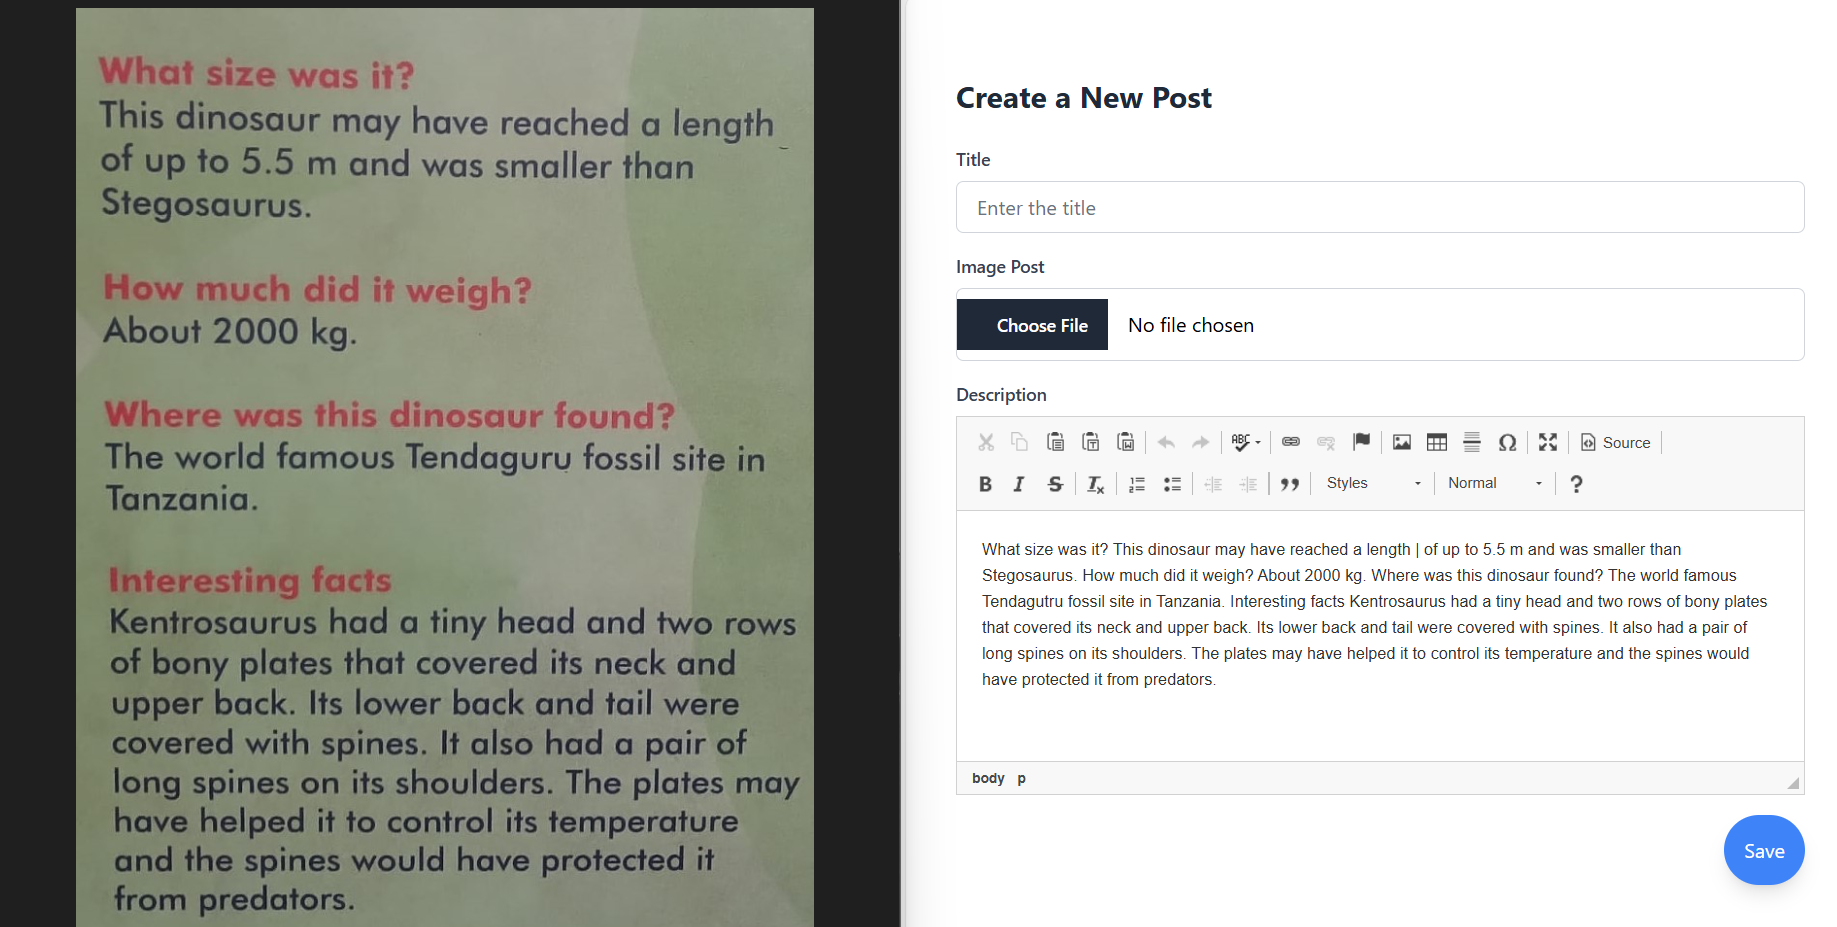 What size was it?
This dinosaur may have reached a length
of up to 5.5 m and was smaller than
Stegosaurus.
How much did it weigh?
About 2000 kg.
Where was this dinosaur found?
The world famous Tendaguru fossil site in
Tanzania.
Interesting facts
Kentrosaurus had a tiny head and two rows
of bony plates that covered its neck and
upper back. Its lower back and tail were
covered with spines. It also had a pair of
long spines on its shoulders. The plates may
have helped it to control its temperature
and the spines would have protected it
from predators.
Create a New Post
Title
Enter the title
Image Post
Choose File No file chosen
Description
ABC Ω Source
B I S Tx Styles Normal ?
What size was it? This dinosaur may have reached a length | of up to 5.5 m and was smaller than
Stegosaurus. How much did it weigh? About 2000 kg. Where was this dinosaur found? The world famous
Tendagutru fossil site in Tanzania. Interesting facts Kentrosaurus had a tiny head and two rows of bony plates
that covered its neck and upper back. Its lower back and tail were covered with spines. It also had a pair of
long spines on its shoulders. The plates may have helped it to control its temperature and the spines would
have protected it from predators.
body p
Save